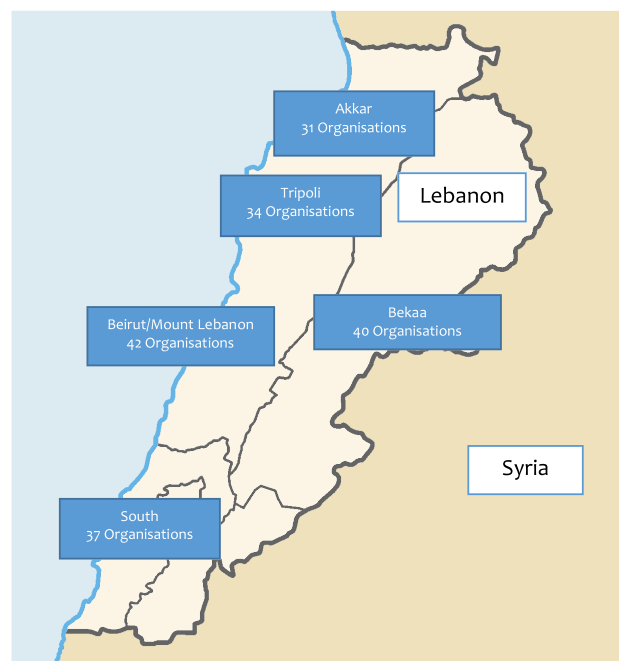 Akkar
31 Organisations
Tripoli
34 Organisations
Lebanon
Beirut/Mount Lebanon
42 Organisations
Bekaa
40 Organisations
Syria
South
37 Organisations